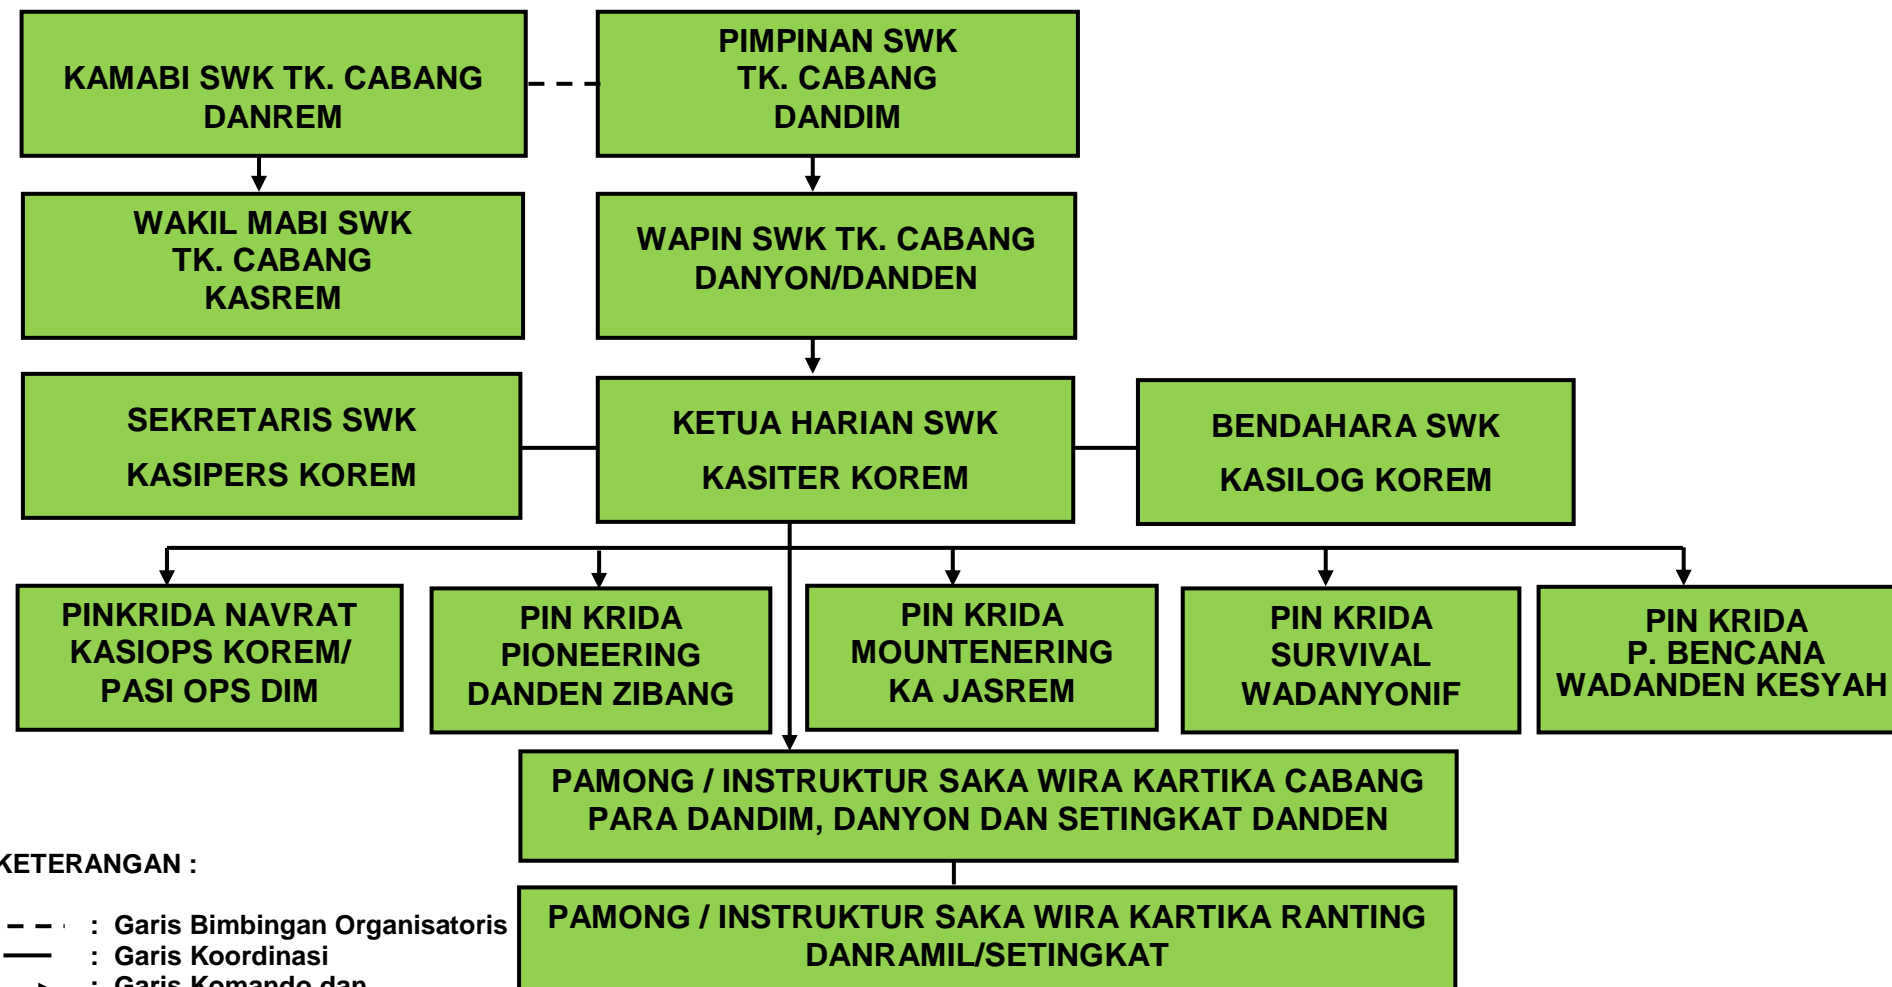 KAMABI SWK TK. CABANG
DANREM
PIMPINAN SWK
TK. CABANG
DANDIM
WAKIL MABI SWK
TK. CABANG
KASREM
WAPIN SWK TK. CABANG
DANYON/DANDEN
SEKRETARIS SWK
KASIPERS KOREM
KETUA HARIAN SWK
KASITER KOREM
BENDAHARA SWK
KASILOG KOREM
PINKRIDA NAVRAT
KASIOPS KOREM/
PASI OPS DIM
PIN KRIDA
PIONEERING
DANDEN ZIBANG
PIN KRIDA
MOUNTENERING
KA JASREM
PIN KRIDA
SURVIVAL
WADANYONIF
PIN KRIDA
P. BENCANA
WADANDEN KESYAH
PAMONG / INSTRUKTUR SAKA WIRA KARTIKA CABANG
PARA DANDIM, DANYON DAN SETINGKAT DANDEN
PAMONG / INSTRUKTUR SAKA WIRA KARTIKA RANTING
DANRAMIL/SETINGKAT
KETERANGAN :
: Garis Bimbingan Organisatoris
: Garis Koordinasi
: Garis Komando dan